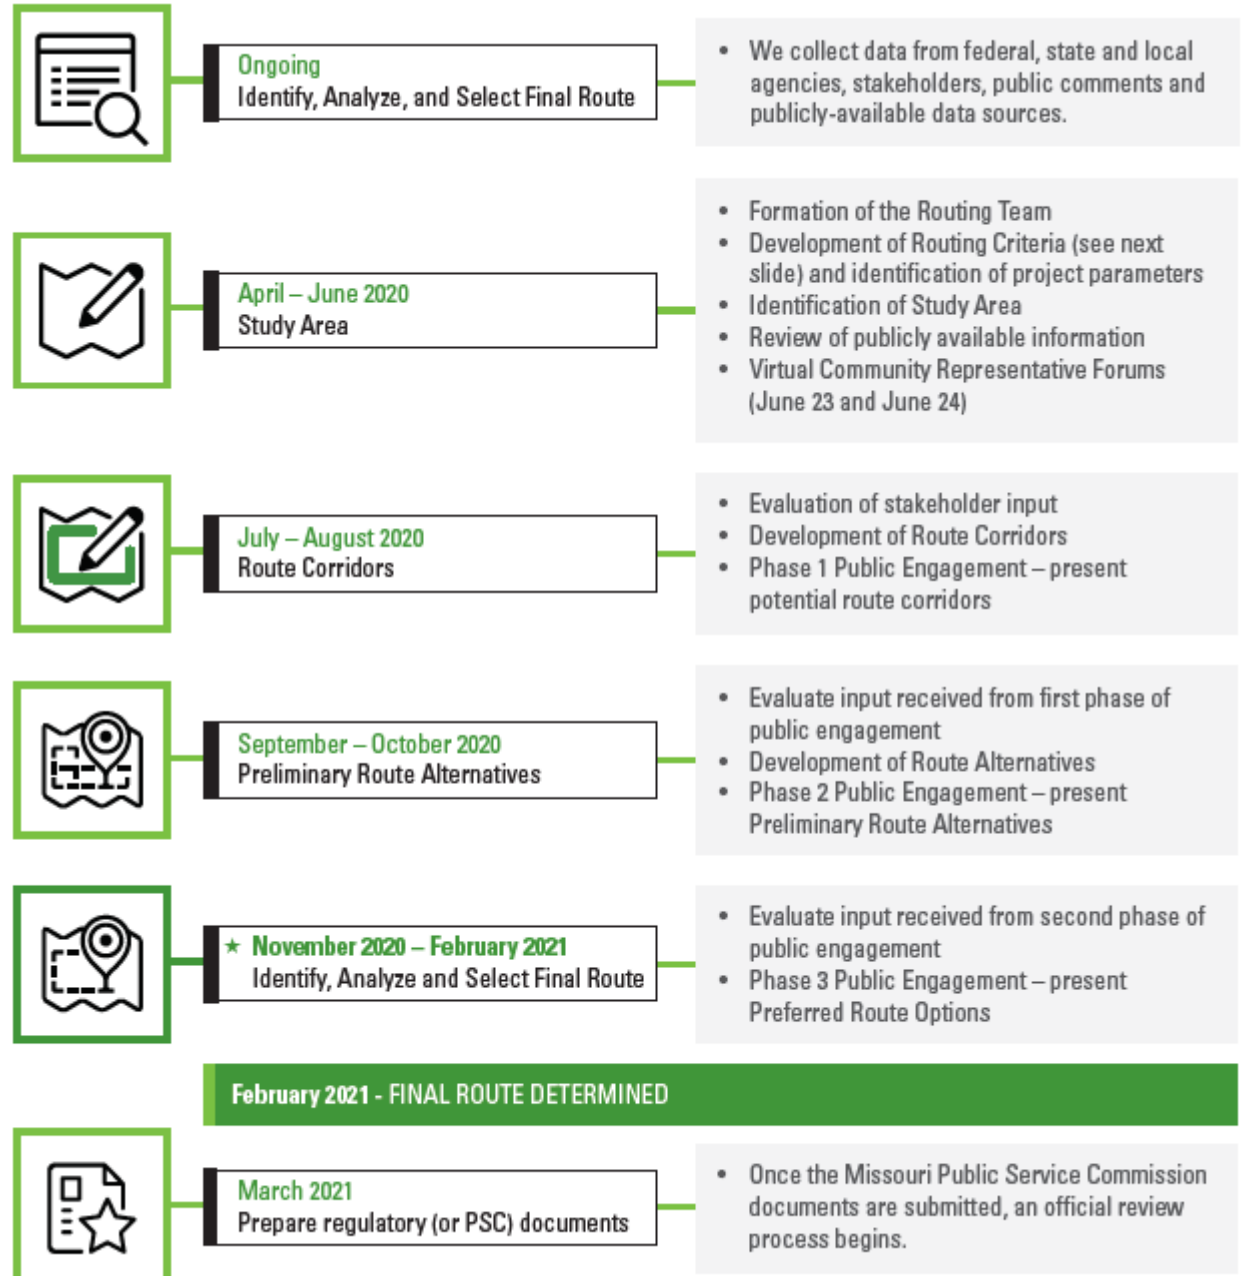 Ongoing
Identify, Analyze, and Select Final Route
• We collect data from federal, state and local
agencies, stakeholders, public comments and
publicly-available data sources.
April – June 2020
Study Area
• Formation of the Routing Team
• Development of Routing Criteria (see next
slide) and identification of project parameters
• Identification of Study Area
• Review of publicly available information
• Virtual Community Representative Forums
(June 23 and June 24)
July – August 2020
Route Corridors
• Evaluation of stakeholder input
• Development of Route Corridors
• Phase 1 Public Engagement – present
potential route corridors
September – October 2020
Preliminary Route Alternatives
• Evaluate input received from first phase of
public engagement
• Development of Route Alternatives
• Phase 2 Public Engagement – present
Preliminary Route Alternatives
★ November 2020 – February 2021
Identify, Analyze and Select Final Route
• Evaluate input received from second phase of
public engagement
• Phase 3 Public Engagement – present
Preferred Route Options
February 2021 - FINAL ROUTE DETERMINED
March 2021
Prepare regulatory (or PSC) documents
• Once the Missouri Public Service Commission
documents are submitted, an official review
process begins.